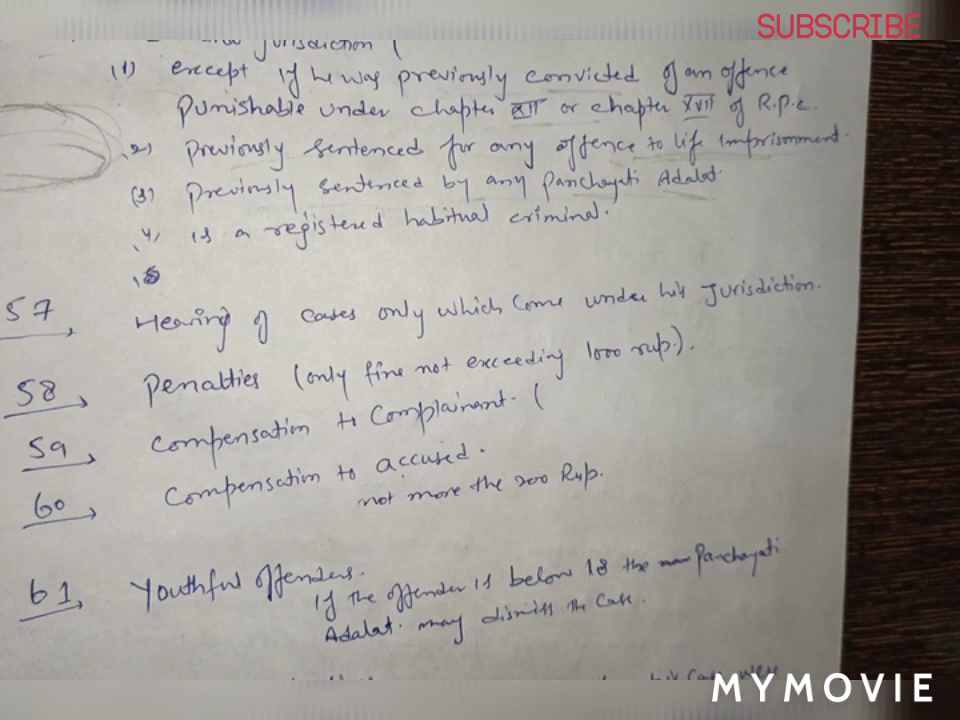 SUBSCRIBE
Jurisdiction (
(1) except if he was previously convicted of an offence
Punishable under chapter XII or chapter XVII of R.P.C.
(2) Previously sentenced for any offence to life imprisonment.
(3) Previously sentenced by any Panchayati Adalat.
(4) is a registered habitual criminal.
(5
57 Hearing of cases only which come under his Jurisdiction.
58 Penalties (only fine not exceeding 1000 rup.).
59 Compensation to Complainant. (
60 Compensation to accused.
not more the 200 Rup.
61 Youthful offenders.
If the offender is below 18 the Panchayati
Adalat. may dismiss the Case.
MYMOVIE